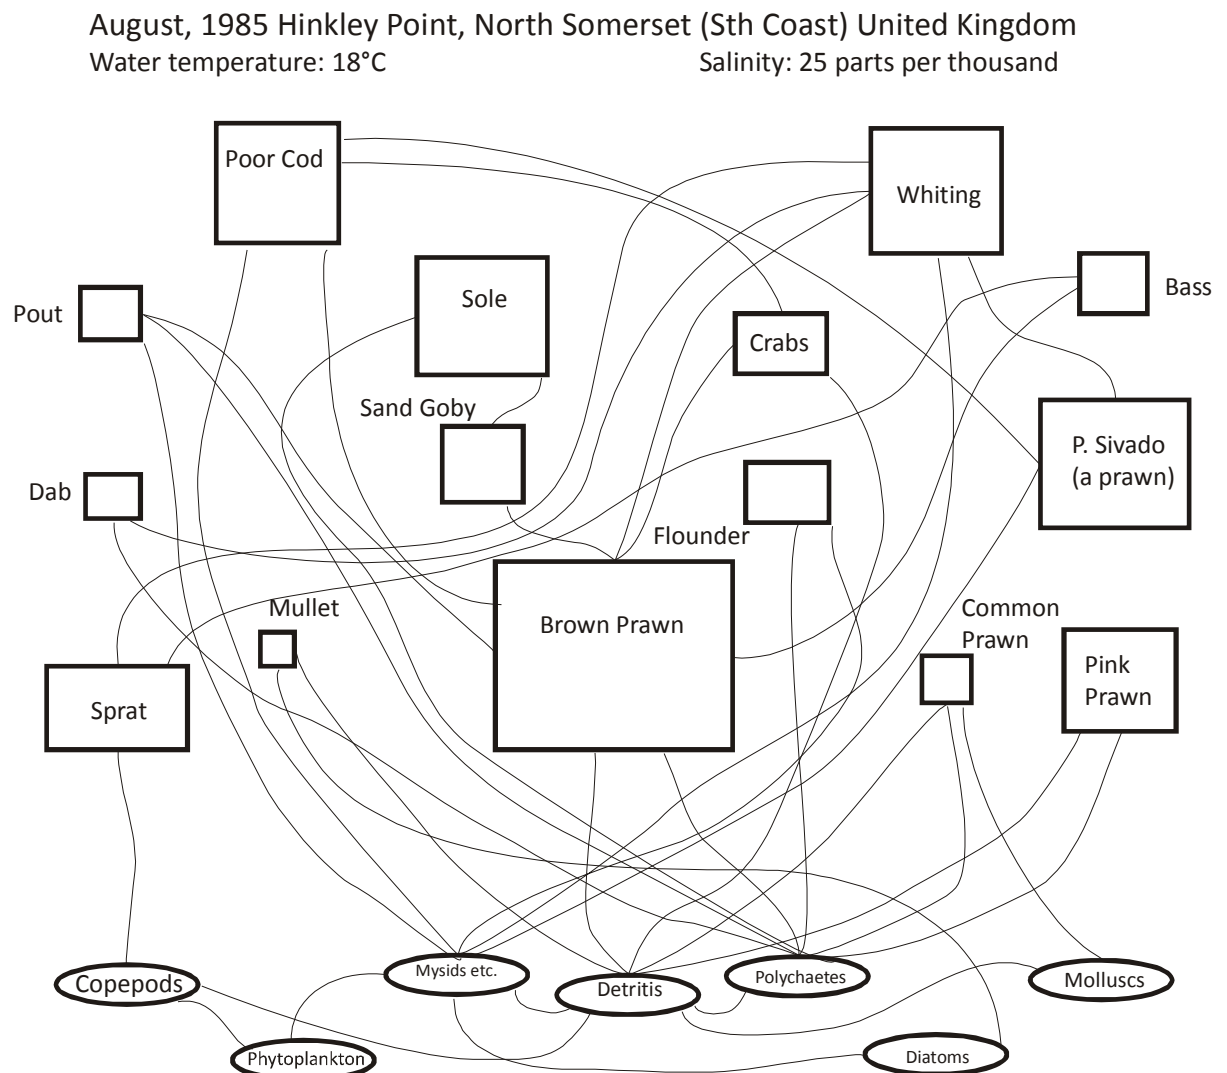 August, 1985 Hinkley Point, North Somerset (Sth Coast) United Kingdom
Water temperature: 18°C
Salinity: 25 parts per thousand
Poor Cod
Whiting
Sole
Bass
Pout
Crabs
Sand Goby
P. Sivado
(a prawn)
Dab
Flounder
Mullet
Brown Prawn
Common
Prawn
Pink
Prawn
Sprat
Copepods
Mysids etc.
Detritis
Polychaetes
Molluscs
Phytoplankton
Diatoms